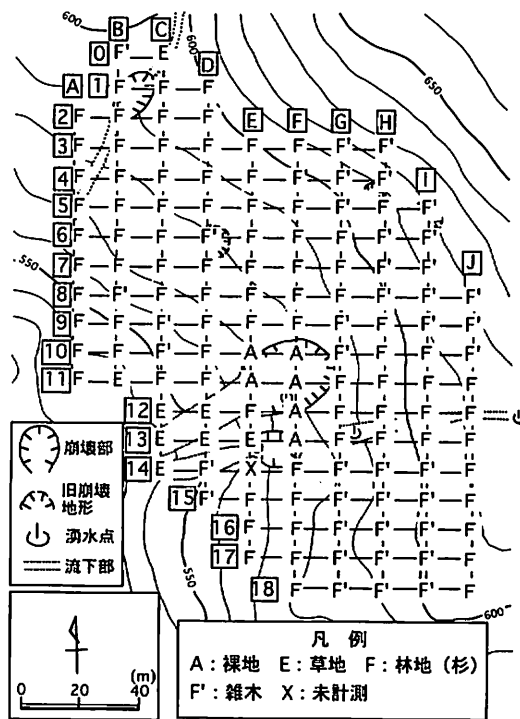 600 B C
0 F' E 600
A 1 F F F D
2 F F F F E F G H 650
3 F F F F F F F' F'
4 F F F F F F F' F' I
5 F F F F F F F' F F'
6 F F F F' F F F' F F'
550 7 F F F F F F F' F' F' J
8 F F' F F F F F' F' F' F'
9 F F F F F F F' F' F' F'
10 F F F F A A F' F' F' F
11 F E F F A A F F F F
12 E E F A F F F F
13 E E E A F' F F F
14 E F' X F F' F' F F
15 F' F F F' F' F' F
16 F F F' F' F' F
17 F F F' F' F' F
550 18 F F' F' F' F 600
崩壊部
旧崩壊
地形
湧水点
流下部
(m)
0 20 40
凡 例
A:裸地 E:草地 F:林地(杉)
F':雑木 X:未計測